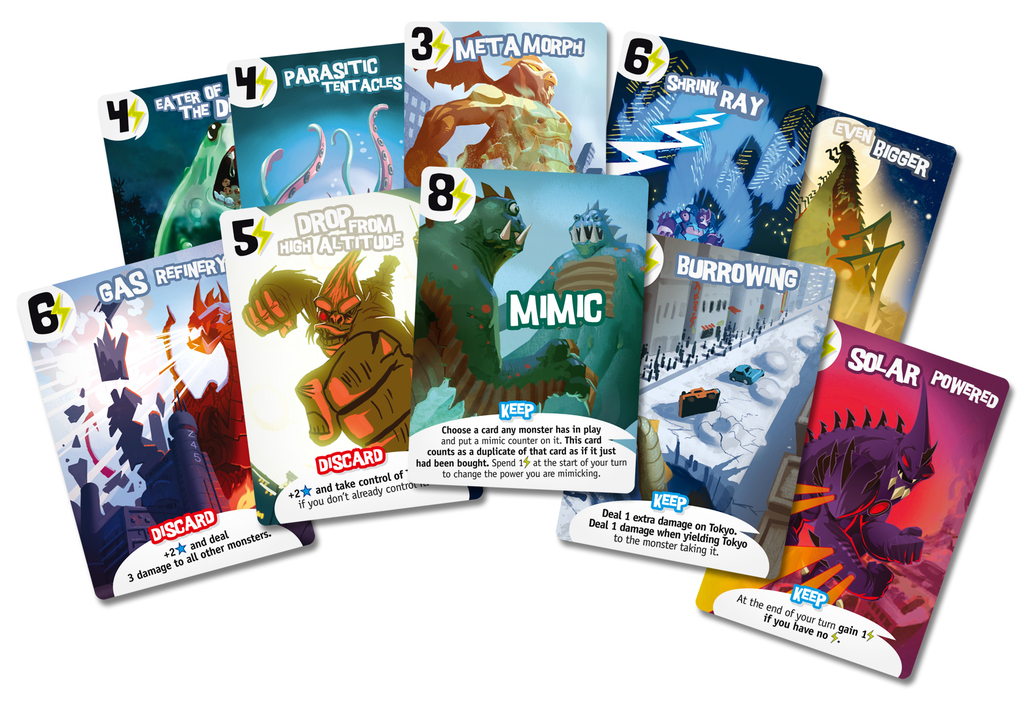 4
EATER OF
THE
4
PARASITIC
TENTACLES
3
METAMORPH
6
SHRINK RAY
EVEN BIGGER
6
GAS REFINERY
Z45
DISCARD
+2 and deal
3 damage to all other monsters.
5
DROP FROM
HIGH ALTITUDE
DISCARD
+2 and take control of
if you don't already control it.
8
MIMIC
KEEP
Choose a card any monster has in play
and put a mimic counter on it. This card
counts as a duplicate of that card as if it just
had been bought. Spend 1 at the start of your turn
to change the power you are mimicking.
BURROWING
KEEP
Deal 1 extra damage on Tokyo.
Deal 1 damage when yielding Tokyo
to the monster taking it.
SOLAR POWERED
KEEP
At the end of your turn gain 1
if you have no .